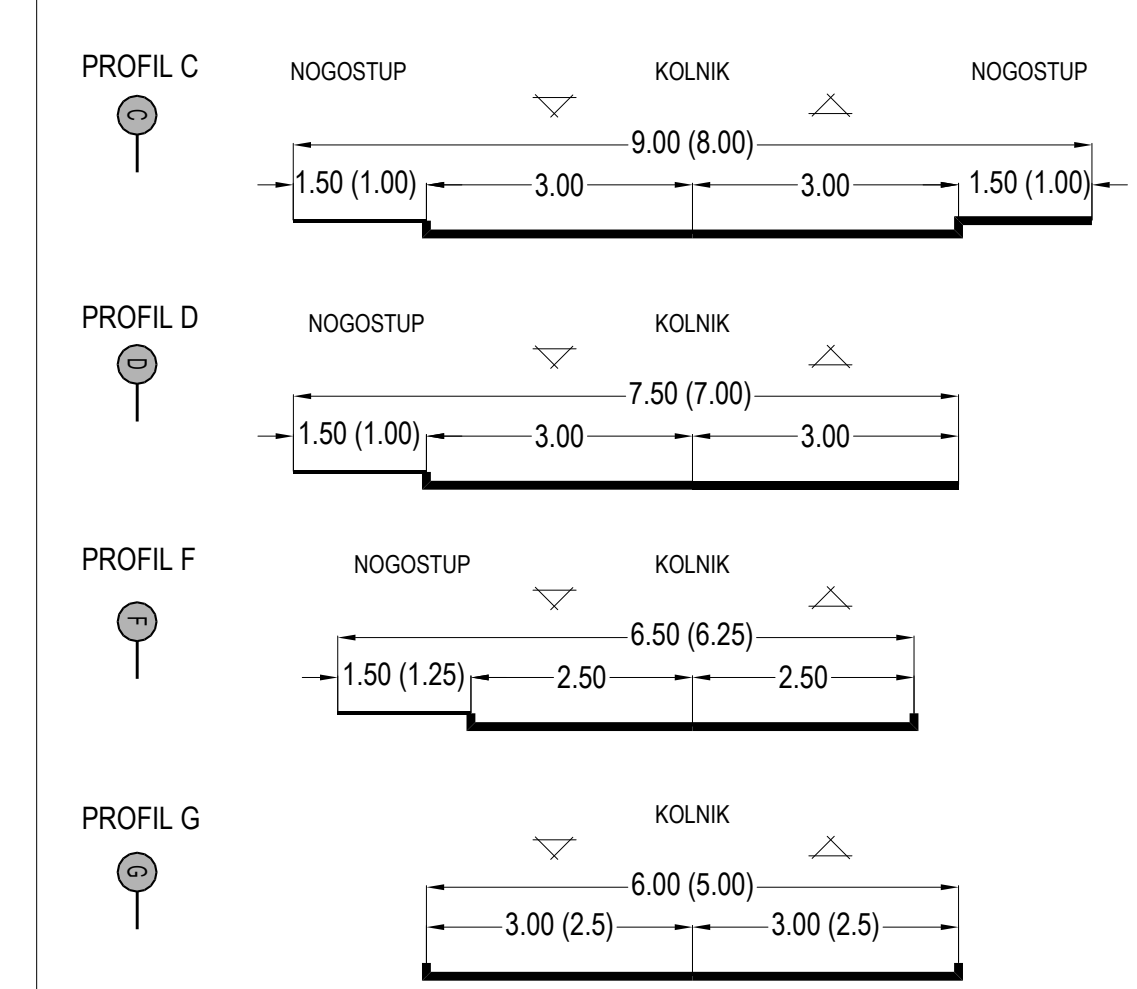 PROFIL C NOGOSTUP KOLNIK NOGOSTUP
C
9.00 (8.00)
1.50 (1.00) 3.00 3.00 1.50 (1.00)
PROFIL D NOGOSTUP KOLNIK
D
7.50 (7.00)
1.50 (1.00) 3.00 3.00
PROFIL F NOGOSTUP KOLNIK
F
6.50 (6.25)
1.50 (1.25) 2.50 2.50
PROFIL G KOLNIK
G
6.00 (5.00)
3.00 (2.5) 3.00 (2.5)